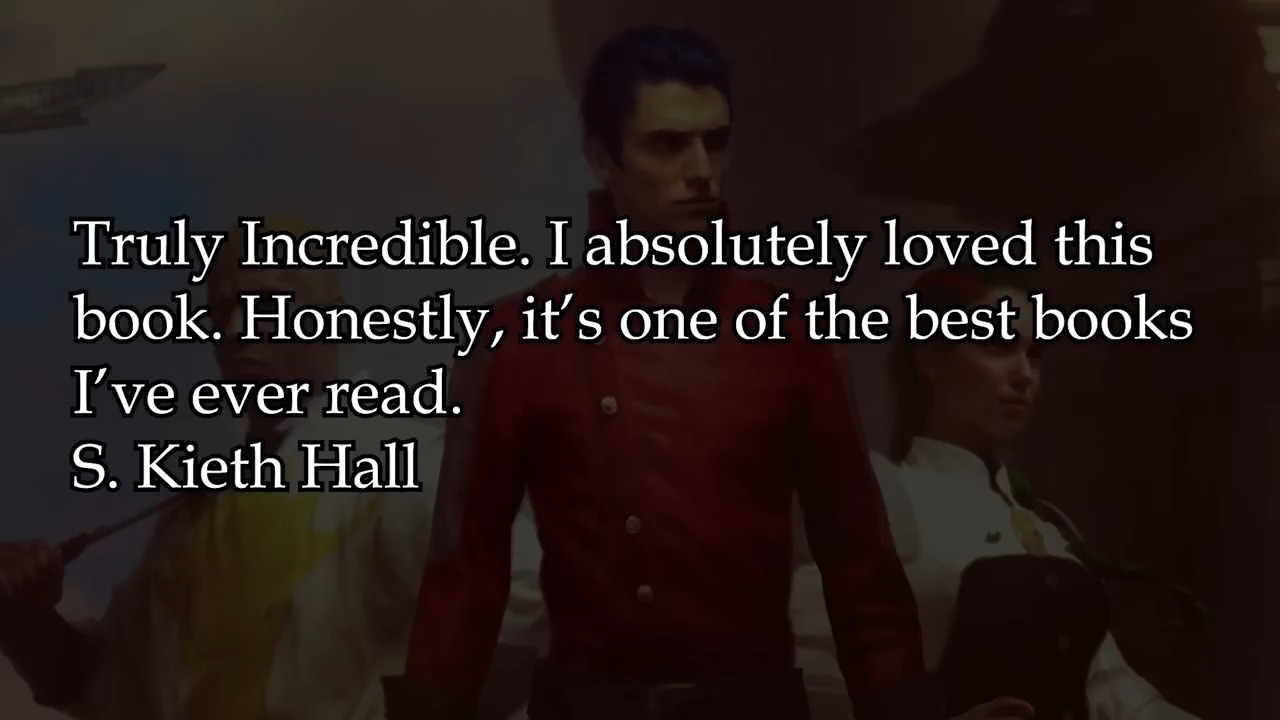 Truly Incredible. I absolutely loved this
book. Honestly, it’s one of the best books
I’ve ever read.
S. Kieth Hall